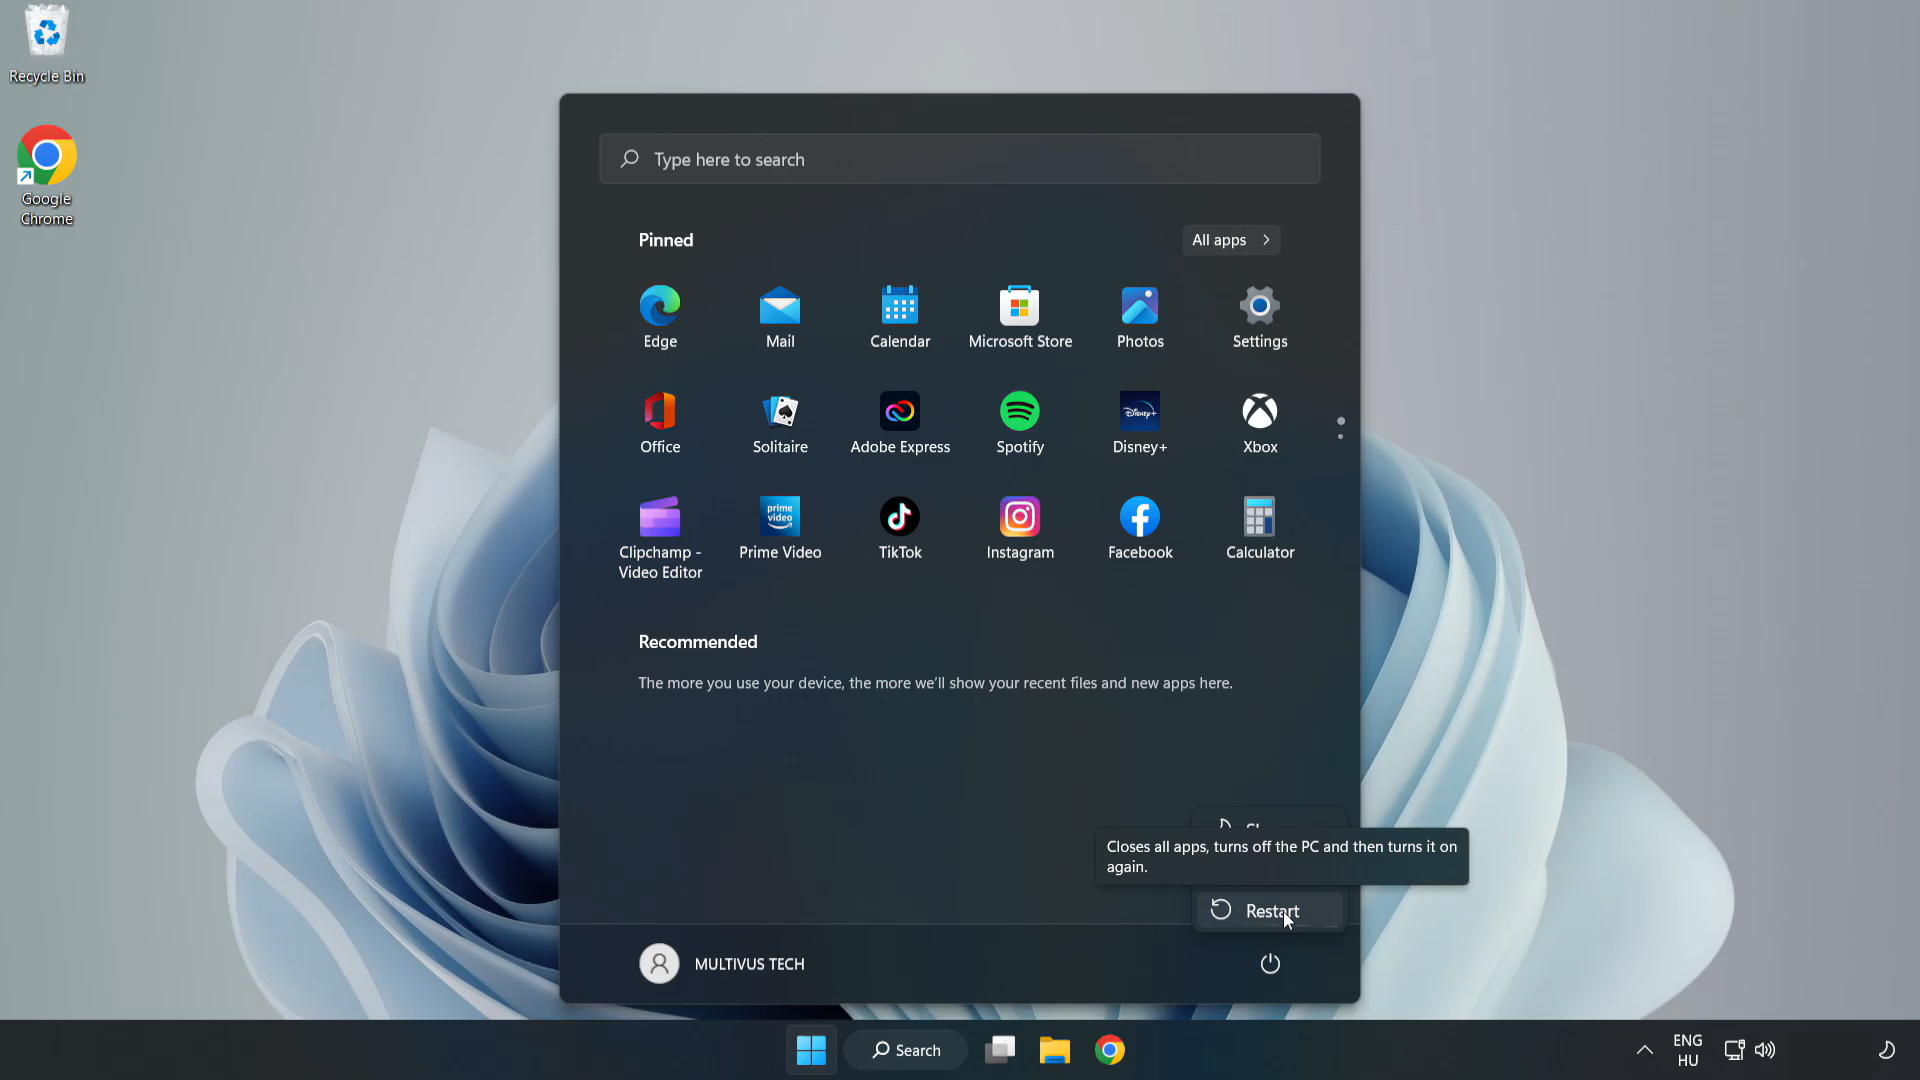 Recycle Bin
Google
Chrome
Type here to search
Pinned
All apps
Edge
Mail
Calendar
Microsoft Store
Photos
Settings
Office
Solitaire
Adobe Express
Disney+
Spotify
Disney+
Xbox
prime
video
Clipchamp -
Video Editor
Prime Video
TikTok
Instagram
Facebook
Calculator
Recommended
The more you use your device, the more we'll show your recent files and new apps here.
Closes all apps, turns off the PC and then turns it on
again.
Restart
MULTIVUS TECH
Search
ENG
HU